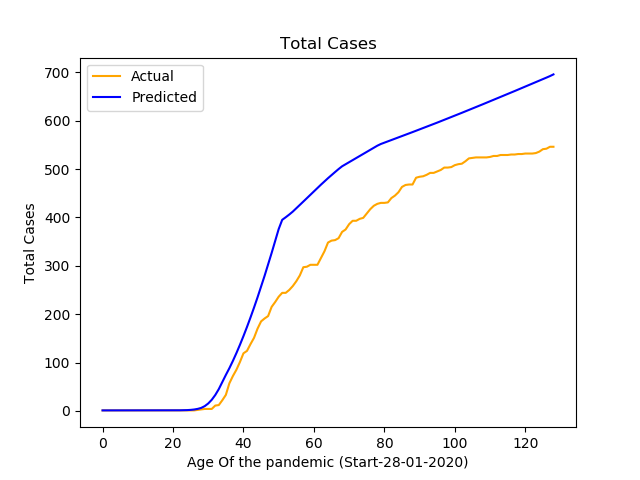 Total Cases
Actual
Predicted
700
600
500
400
300
200
100
0
Total Cases
0 20 40 60 80 100 120
Age Of the pandemic (Start-28-01-2020)